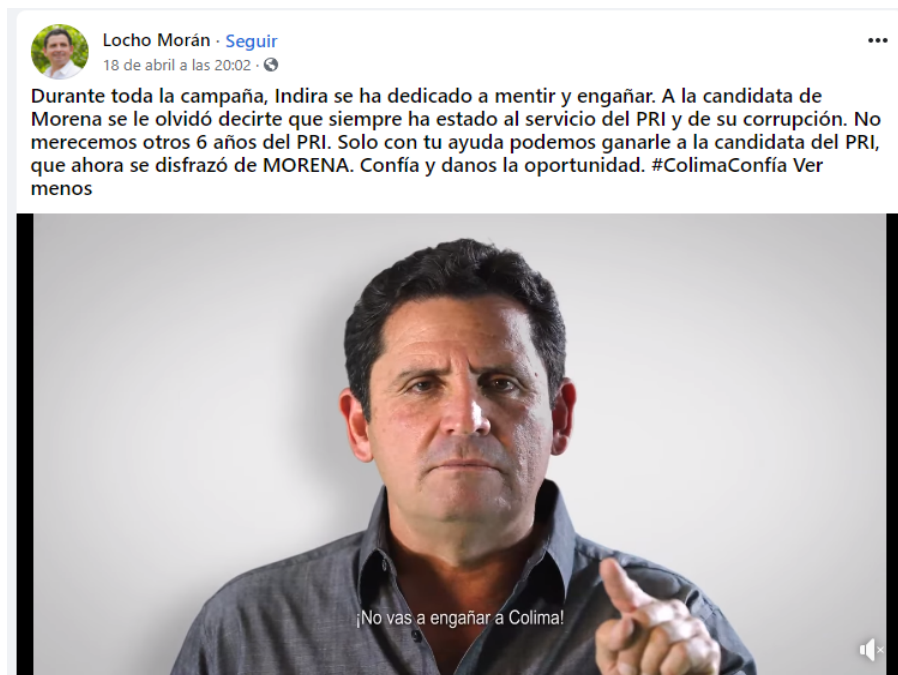 Locho Morán · Seguir
18 de abril a las 20:02 ·
Durante toda la campaña, Indira se ha dedicado a mentir y engañar. A la candidata de
Morena se le olvidó decirte que siempre ha estado al servicio del PRI y de su corrupción. No
merecemos otros 6 años del PRI. Solo con tu ayuda podemos ganarle a la candidata del PRI,
que ahora se disfrazó de MORENA. Confía y danos la oportunidad. #ColimaConfía Ver
menos
¡No vas a engañar a Colima!